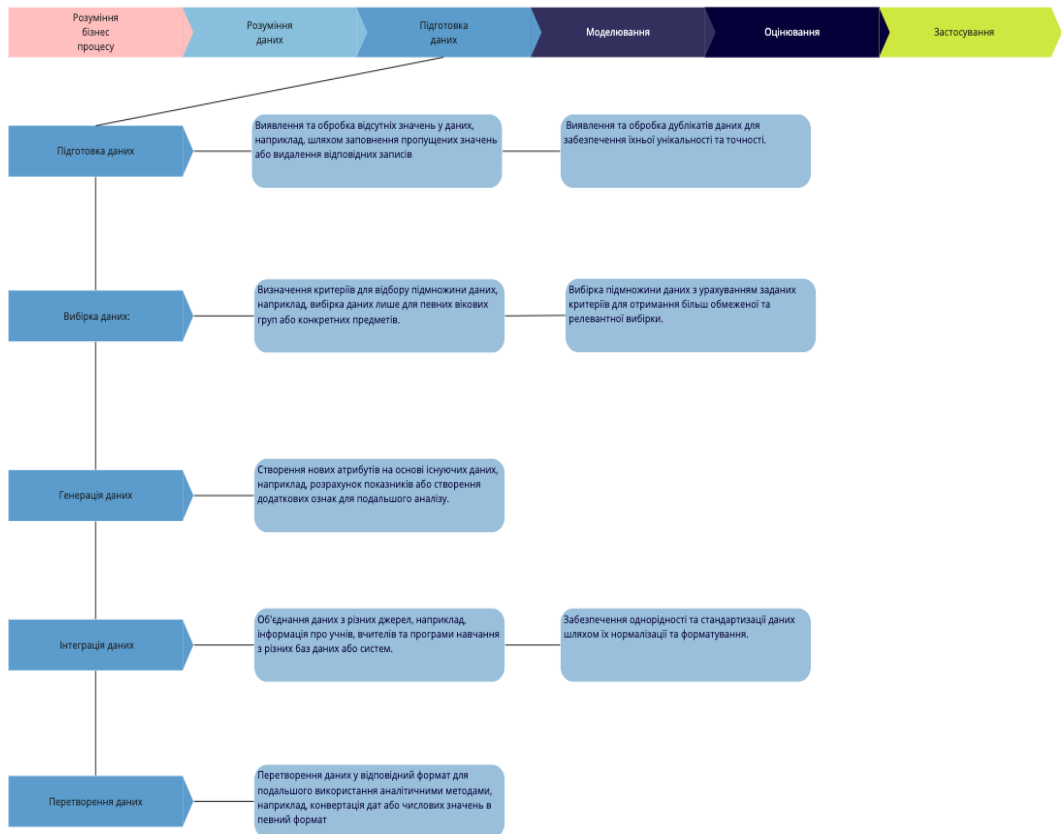 Розуміння
бізнес
процесу
Розуміння
даних
Підготовка
даних
Моделювання
Оцінювання
Застосування
Підготовка даних
Виявлення та обробка відсутніх значень у даних,
наприклад, шляхом заповнення пропущених значень
або видалення відповідних записів
Виявлення та обробка дублікатів даних для
забезпечення їхньої унікальності та точності.
Вибірка даних:
Визначення критеріїв для відбору підмножини даних,
наприклад, вибірка даних лише для певних вікових
груп або конкретних предметів.
Вибірка підмножини даних з урахуванням заданих
критеріїв для отримання більш обмеженої та
релевантної вибірки.
Генерація даних
Створення нових атрибутів на основі існуючих даних,
наприклад, розрахунок показників або створення
додаткових ознак для подальшого аналізу.
Інтеграція даних
Об'єднання даних з різних джерел, наприклад,
інформація про учнів, вчителів та програми навчання
з різних баз даних або систем.
Забезпечення однорідності та стандартизації даних
шляхом їх нормалізації та форматування.
Перетворення даних
Перетворення даних у відповідний формат для
подальшого використання аналітичними методами,
наприклад, конвертація дат або числових значень в
певний формат